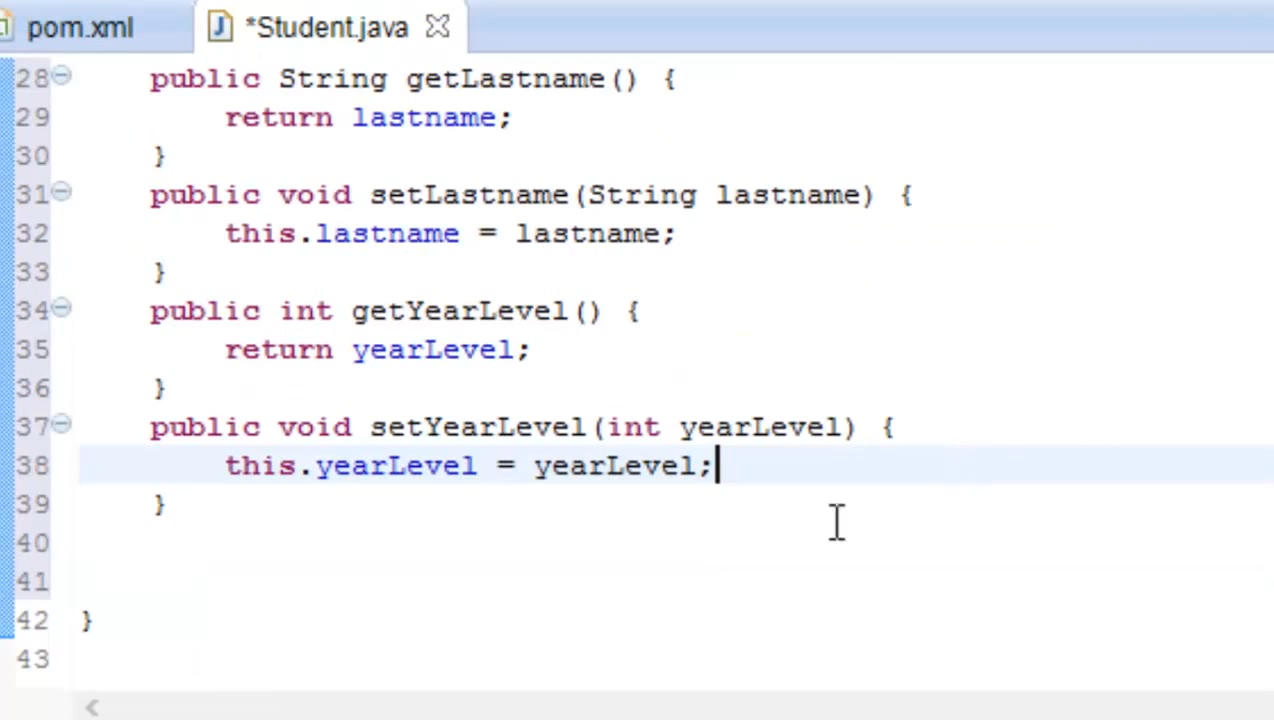 pom.xml *Student.java
28 public String getLastname() {
29 return lastname;
30 }
31 public void setLastname(String lastname) {
32 this.lastname = lastname;
33 }
34 public int getYearLevel() {
35 return yearLevel;
36 }
37 public void setYearLevel(int yearLevel) {
38 this.yearLevel = yearLevel;
39 }
40
41
42 }
43